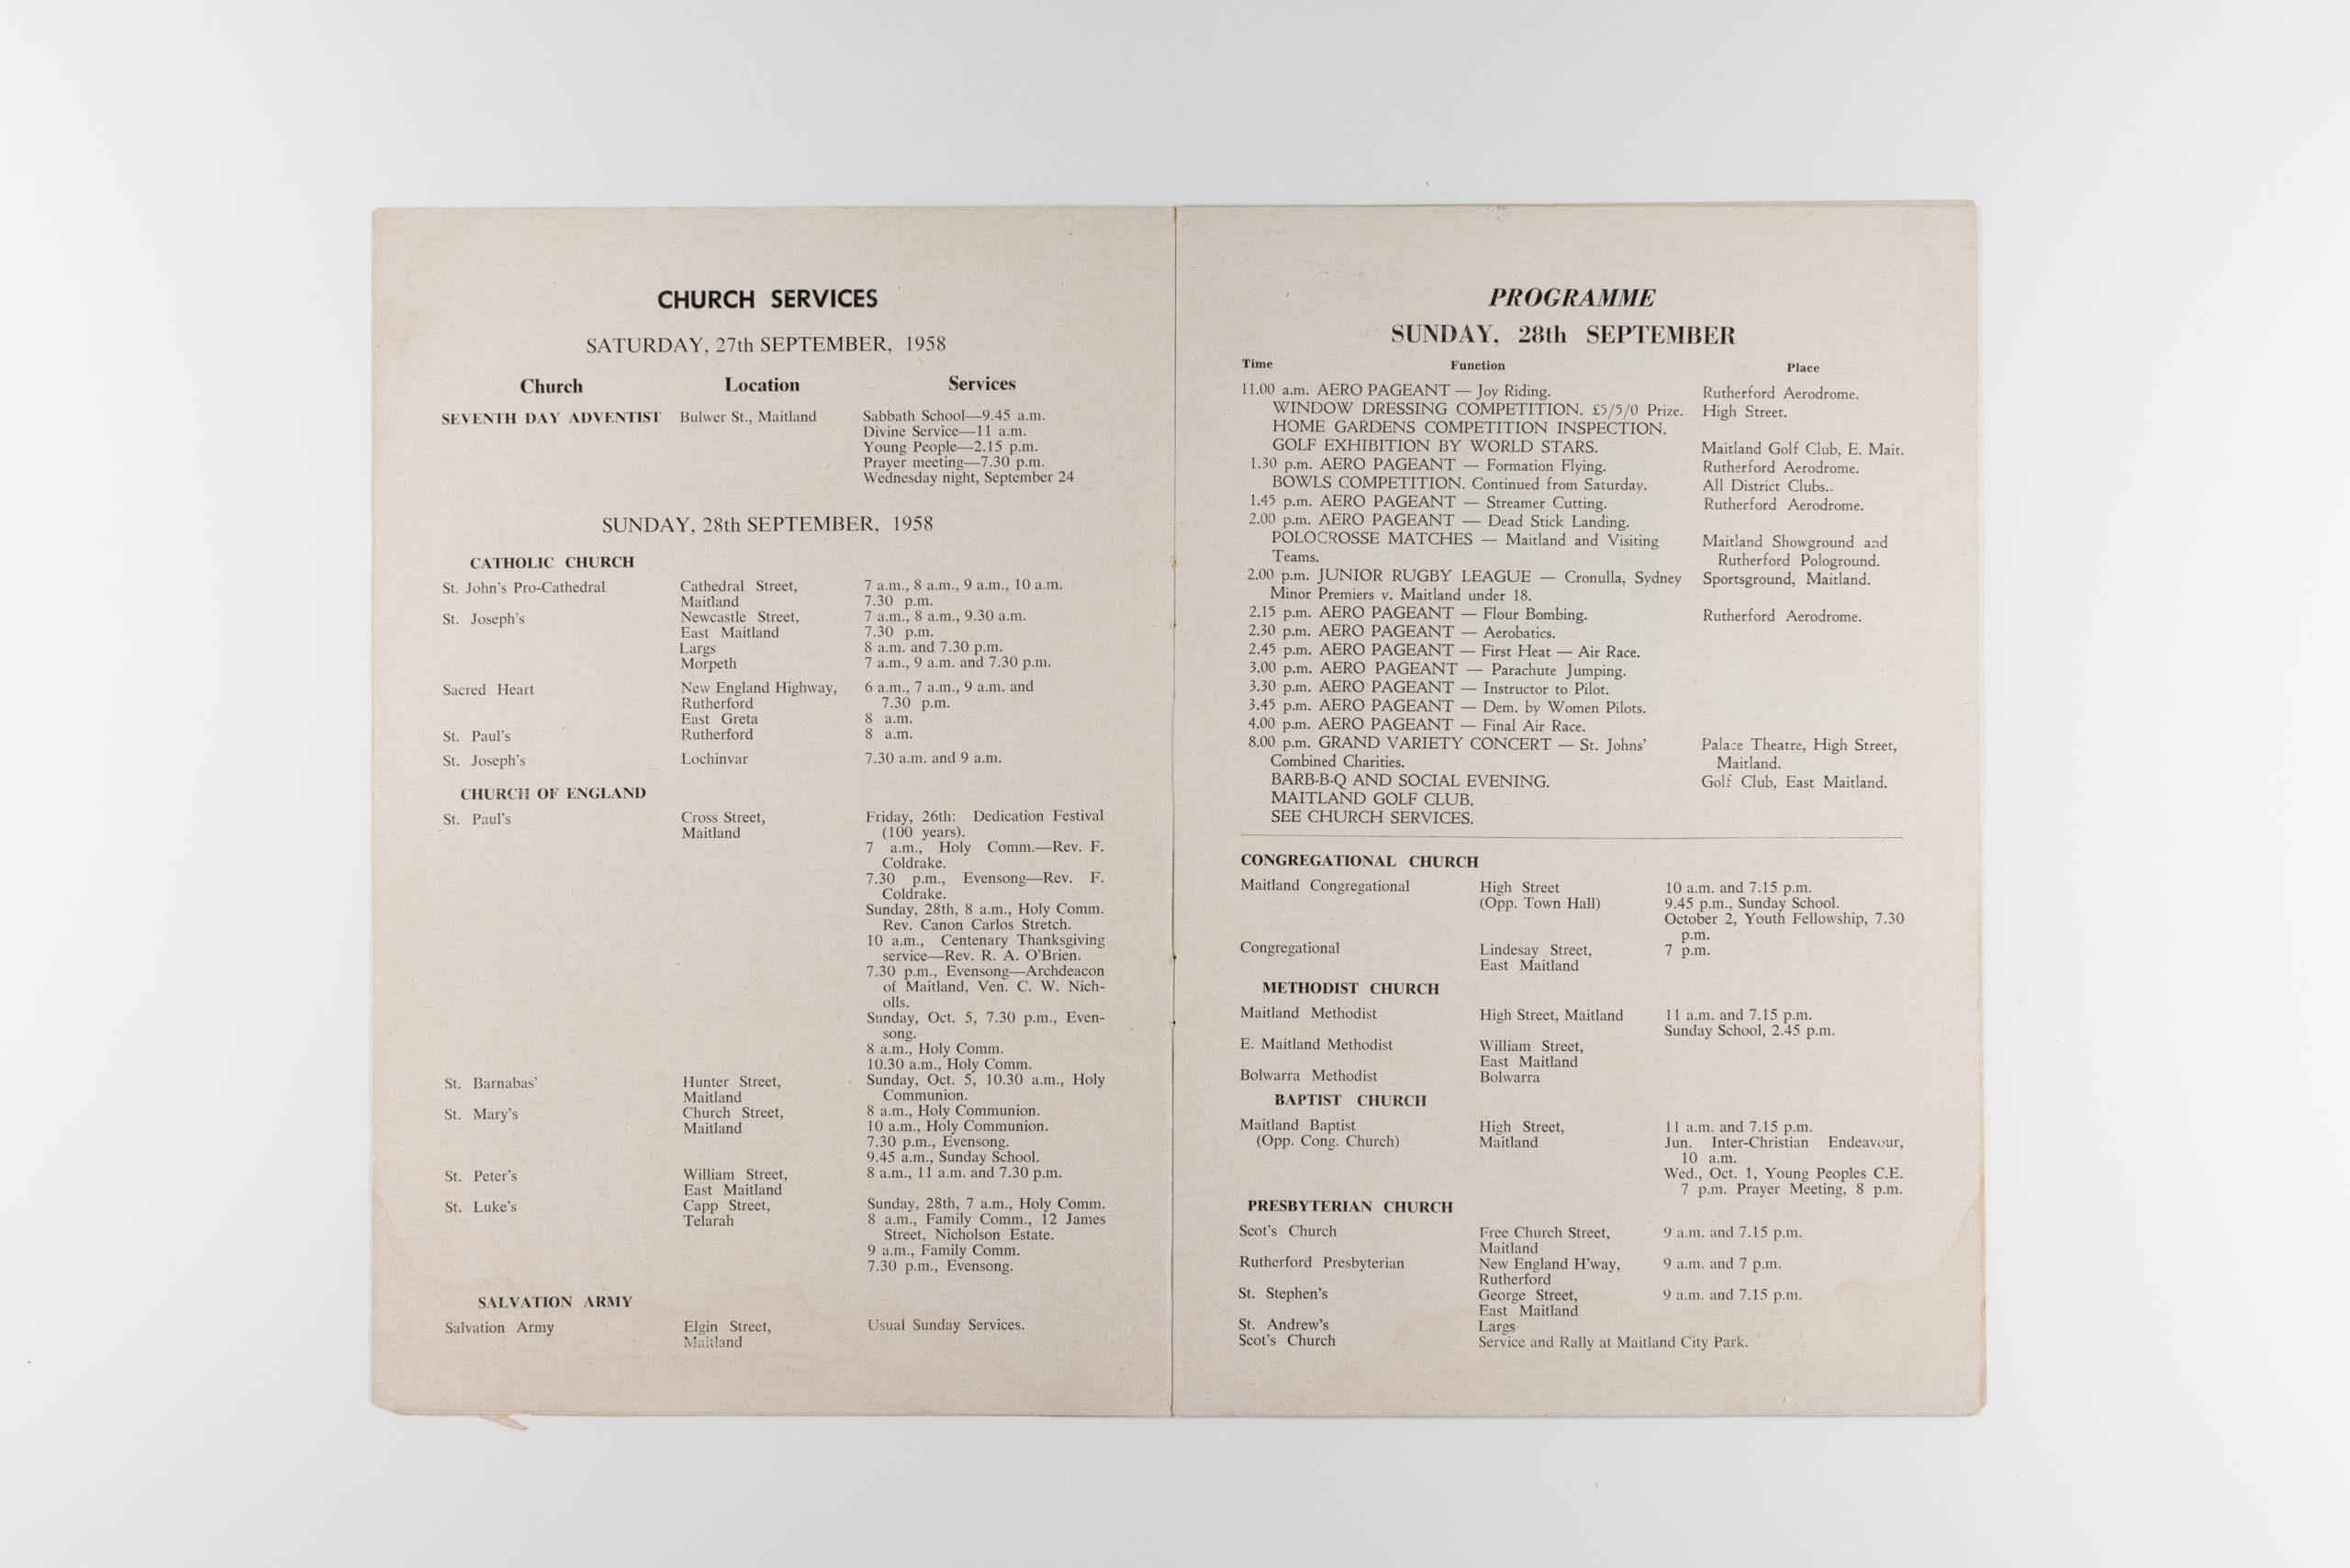 CHURCH SERVICES
SATURDAY, 27th SEPTEMBER, 1958
Church Location Services
SEVENTH DAY ADVENTIST Bulwer St., Maitland Sabbath School—9.45 a.m.
Divine Service—11 a.m.
Young People—2.15 p.m.
Prayer meeting—7.30 p.m.
Wednesday night, September 24
SUNDAY, 28th SEPTEMBER, 1958
CATHOLIC CHURCH
St. John's Pro-Cathedral Cathedral Street, 7 a.m., 8 a.m., 9 a.m., 10 a.m.
Maitland 7.30 p.m.
St. Joseph's Newcastle Street, 7 a.m., 8 a.m., 9.30 a.m.
East Maitland 7.30 p.m.
Largs 8 a.m. and 7.30 p.m.
Morpeth 7 a.m., 9 a.m. and 7.30 p.m.
Sacred Heart New England Highway, 6 a.m., 7 a.m., 9 a.m. and
Rutherford 7.30 p.m.
East Greta 8 a.m.
St. Paul's Rutherford 8 a.m.
St. Joseph's Lochinvar 7.30 a.m. and 9 a.m.
CHURCH OF ENGLAND
St. Paul's Cross Street, Friday, 26th: Dedication Festival
Maitland (100 years).
7 a.m., Holy Comm.—Rev. F.
Coldrake.
7.30 p.m., Evensong—Rev. F.
Coldrake.
Sunday, 28th, 8 a.m., Holy Comm.
Rev. Canon Carlos Stretch.
10 a.m., Centenary Thanksgiving
service—Rev. R. A. O'Brien.
7.30 p.m., Evensong—Archdeacon
of Maitland, Ven. C. W. Nich-
olls.
Sunday, Oct. 5, 7.30 p.m., Even-
song.
8 a.m., Holy Comm.
10.30 a.m., Holy Comm.
St. Barnabas' Hunter Street, Sunday, Oct. 5, 10.30 a.m., Holy
Maitland Communion.
St. Mary's Church Street, 8 a.m., Holy Communion.
Maitland 10 a.m., Holy Communion.
7.30 p.m., Evensong.
9.45 a.m., Sunday School.
St. Peter's William Street, 8 a.m., 11 a.m. and 7.30 p.m.
East Maitland
St. Luke's Capp Street, Sunday, 28th, 7 a.m., Holy Comm.
Telarah 8 a.m., Family Comm., 12 James
Street, Nicholson Estate.
9 a.m., Family Comm.
7.30 p.m., Evensong.
SALVATION ARMY
Salvation Army Elgin Street, Usual Sunday Services.
Maitland
PROGRAMME
SUNDAY, 28th SEPTEMBER
Time Function Place
11.00 a.m. AERO PAGEANT — Joy Riding. Rutherford Aerodrome.
WINDOW DRESSING COMPETITION. £5/5/0 Prize. High Street.
HOME GARDENS COMPETITION INSPECTION.
GOLF EXHIBITION BY WORLD STARS. Maitland Golf Club, E. Mait.
1.30 p.m. AERO PAGEANT — Formation Flying. Rutherford Aerodrome.
BOWLS COMPETITION. Continued from Saturday. All District Clubs..
1.45 p.m. AERO PAGEANT — Streamer Cutting. Rutherford Aerodrome.
2.00 p.m. AERO PAGEANT — Dead Stick Landing.
POLOCROSSE MATCHES — Maitland and Visiting Maitland Showground and
Teams. Rutherford Pologround.
2.00 p.m. JUNIOR RUGBY LEAGUE — Cronulla, Sydney Sportsground, Maitland.
Minor Premiers v. Maitland under 18.
2.15 p.m. AERO PAGEANT — Flour Bombing. Rutherford Aerodrome.
2.30 p.m. AERO PAGEANT — Aerobatics.
2.45 p.m. AERO PAGEANT — First Heat — Air Race.
3.00 p.m. AERO PAGEANT — Parachute Jumping.
3.30 p.m. AERO PAGEANT — Instructor to Pilot.
3.45 p.m. AERO PAGEANT — Dem. by Women Pilots.
4.00 p.m. AERO PAGEANT — Final Air Race.
8.00 p.m. GRAND VARIETY CONCERT — St. Johns' Palace Theatre, High Street,
Combined Charities. Maitland.
BARB-B-Q AND SOCIAL EVENING. Golf Club, East Maitland.
MAITLAND GOLF CLUB.
SEE CHURCH SERVICES.
CONGREGATIONAL CHURCH
Maitland Congregational High Street 10 a.m. and 7.15 p.m.
(Opp. Town Hall) 9.45 p.m., Sunday School.
October 2, Youth Fellowship, 7.30
p.m.
Congregational Lindesay Street, 7 p.m.
East Maitland
METHODIST CHURCH
Maitland Methodist High Street, Maitland 11 a.m. and 7.15 p.m.
Sunday School, 2.45 p.m.
E. Maitland Methodist William Street,
East Maitland
Bolwarra Methodist Bolwarra
BAPTIST CHURCH
Maitland Baptist High Street, 11 a.m. and 7.15 p.m.
(Opp. Cong. Church) Maitland Jun. Inter-Christian Endeavour,
10 a.m.
Wed., Oct. 1, Young Peoples C.E.
7 p.m. Prayer Meeting, 8 p.m.
PRESBYTERIAN CHURCH
Scot's Church Free Church Street, 9 a.m. and 7.15 p.m.
Maitland
Rutherford Presbyterian New England H'way, 9 a.m. and 7 p.m.
Rutherford
St. Stephen's George Street, 9 a.m. and 7.15 p.m.
East Maitland
St. Andrew's Largs
Scot's Church Service and Rally at Maitland City Park.